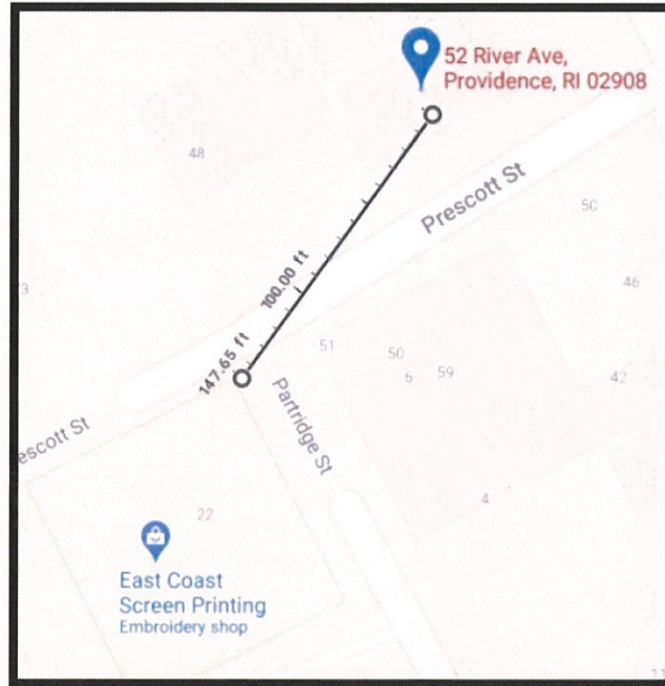 52 River Ave,
Providence, RI 02908
48
Prescott St
50
46
3
100.00 ft
51
50
6
59
42
147.65 ft
Partridge St
escott St
4
22
East Coast
Screen Printing
Embroidery shop